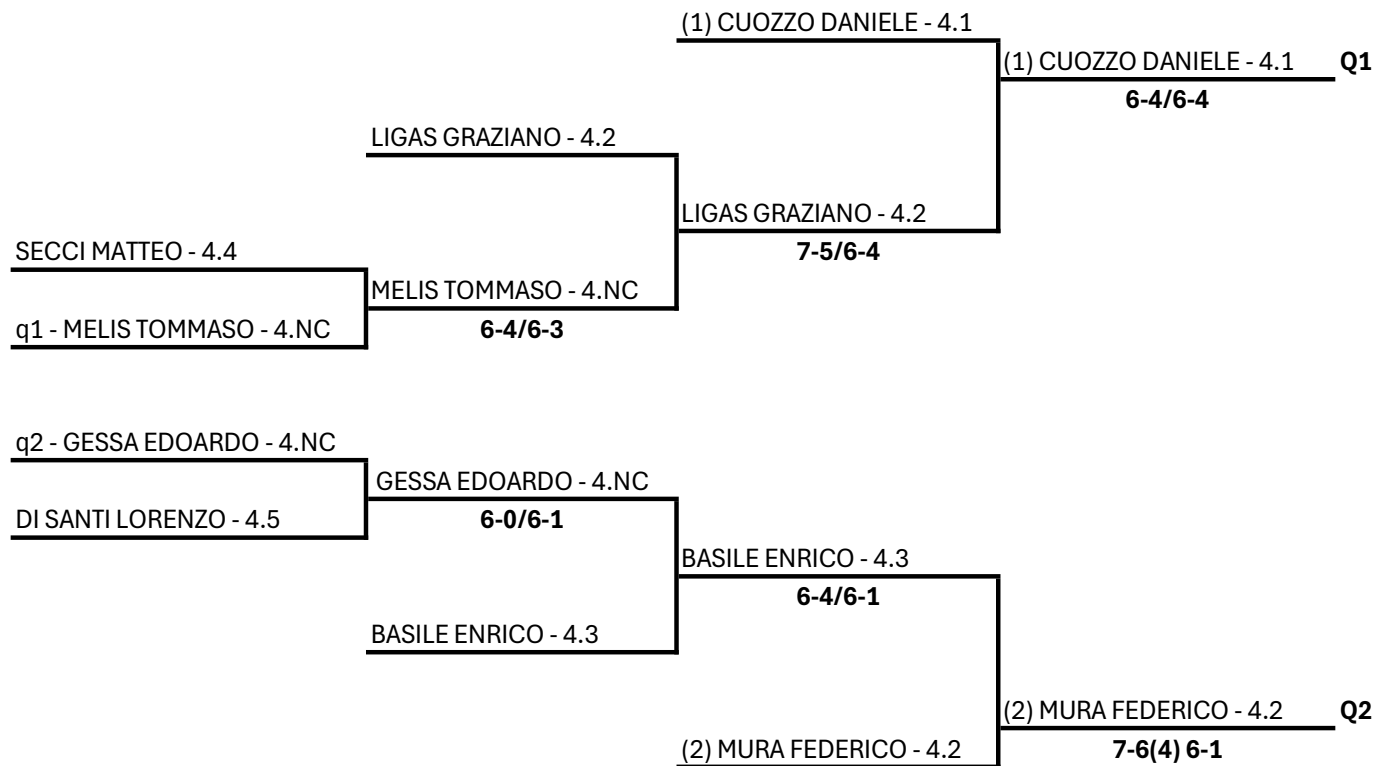 (1) CUOZZO DANIELE - 4.1
(1) CUOZZO DANIELE - 4.1 Q1
6-4/6-4
LIGAS GRAZIANO - 4.2
LIGAS GRAZIANO - 4.2
7-5/6-4
SECCI MATTEO - 4.4
MELIS TOMMASO - 4.NC
q1 - MELIS TOMMASO - 4.NC
6-4/6-3
q2 - GESSA EDOARDO - 4.NC
GESSA EDOARDO - 4.NC
DI SANTI LORENZO - 4.5
6-0/6-1
BASILE ENRICO - 4.3
6-4/6-1
BASILE ENRICO - 4.3
(2) MURA FEDERICO - 4.2 Q2
(2) MURA FEDERICO - 4.2
7-6(4) 6-1